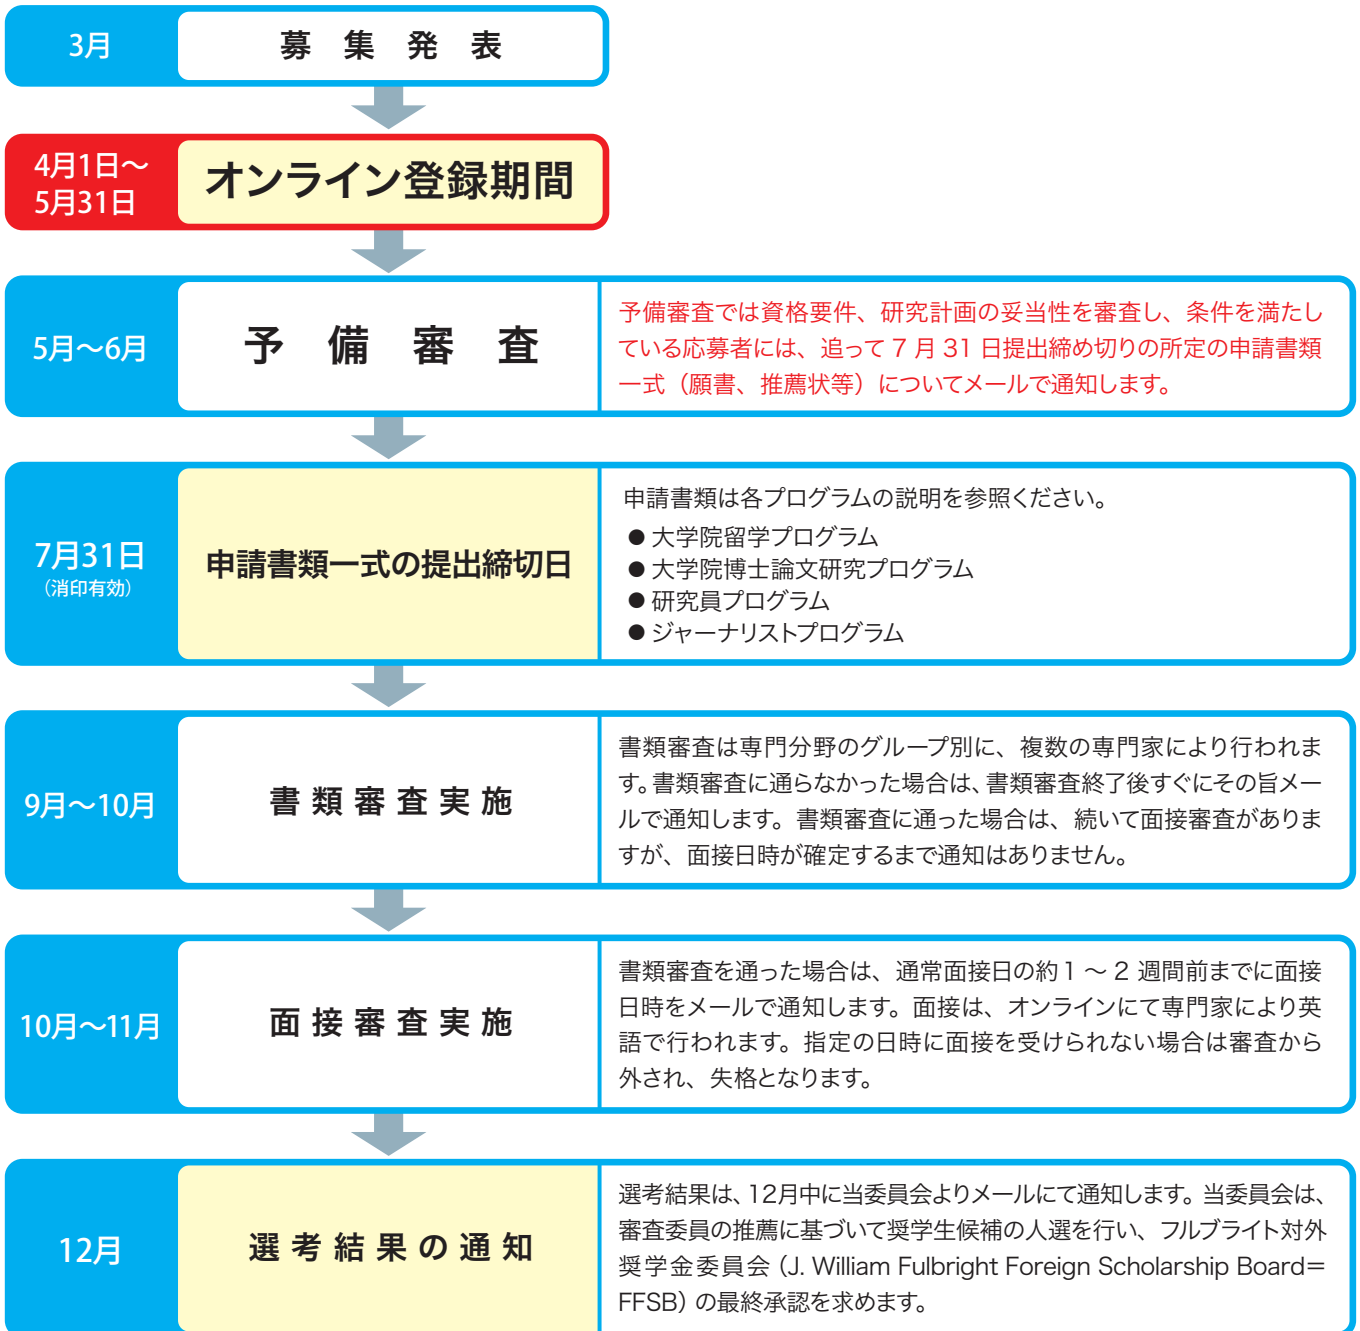 3月
募集発表
4月1日～
5月31日
オンライン登録期間
5月～6月
予備審査
予備審査では資格要件、研究計画の妥当性を審査し、条件を満たし
ている応募者には、追って 7 月 31 日提出締め切りの所定の申請書類
一式（願書、推薦状等）についてメールで通知します。
7月31日
（消印有効）
申請書類一式の提出締切日
申請書類は各プログラムの説明を参照ください。
● 大学院留学プログラム
● 大学院博士論文研究プログラム
● 研究員プログラム
● ジャーナリストプログラム
9月～10月
書類審査実施
書類審査は専門分野のグループ別に、複数の専門家により行われま
す。書類審査に通らなかった場合は、書類審査終了後すぐにその旨メー
ルで通知します。書類審査に通った場合は、続いて面接審査がありま
すが、面接日時が確定するまで通知はありません。
10月～11月
面接審査実施
書類審査を通った場合は、通常面接日の約 1 ～ 2 週間前までに面接
日時をメールで通知します。面接は、オンラインにて専門家により英
語で行われます。指定の日時に面接を受けられない場合は審査から
外され、失格となります。
12月
選考結果の通知
選考結果は、12月中に当委員会よりメールにて通知します。当委員会は、
審査委員の推薦に基づいて奨学生候補の人選を行い、フルブライト対外
奨学金委員会（J. William Fulbright Foreign Scholarship Board＝
FFSB）の最終承認を求めます。